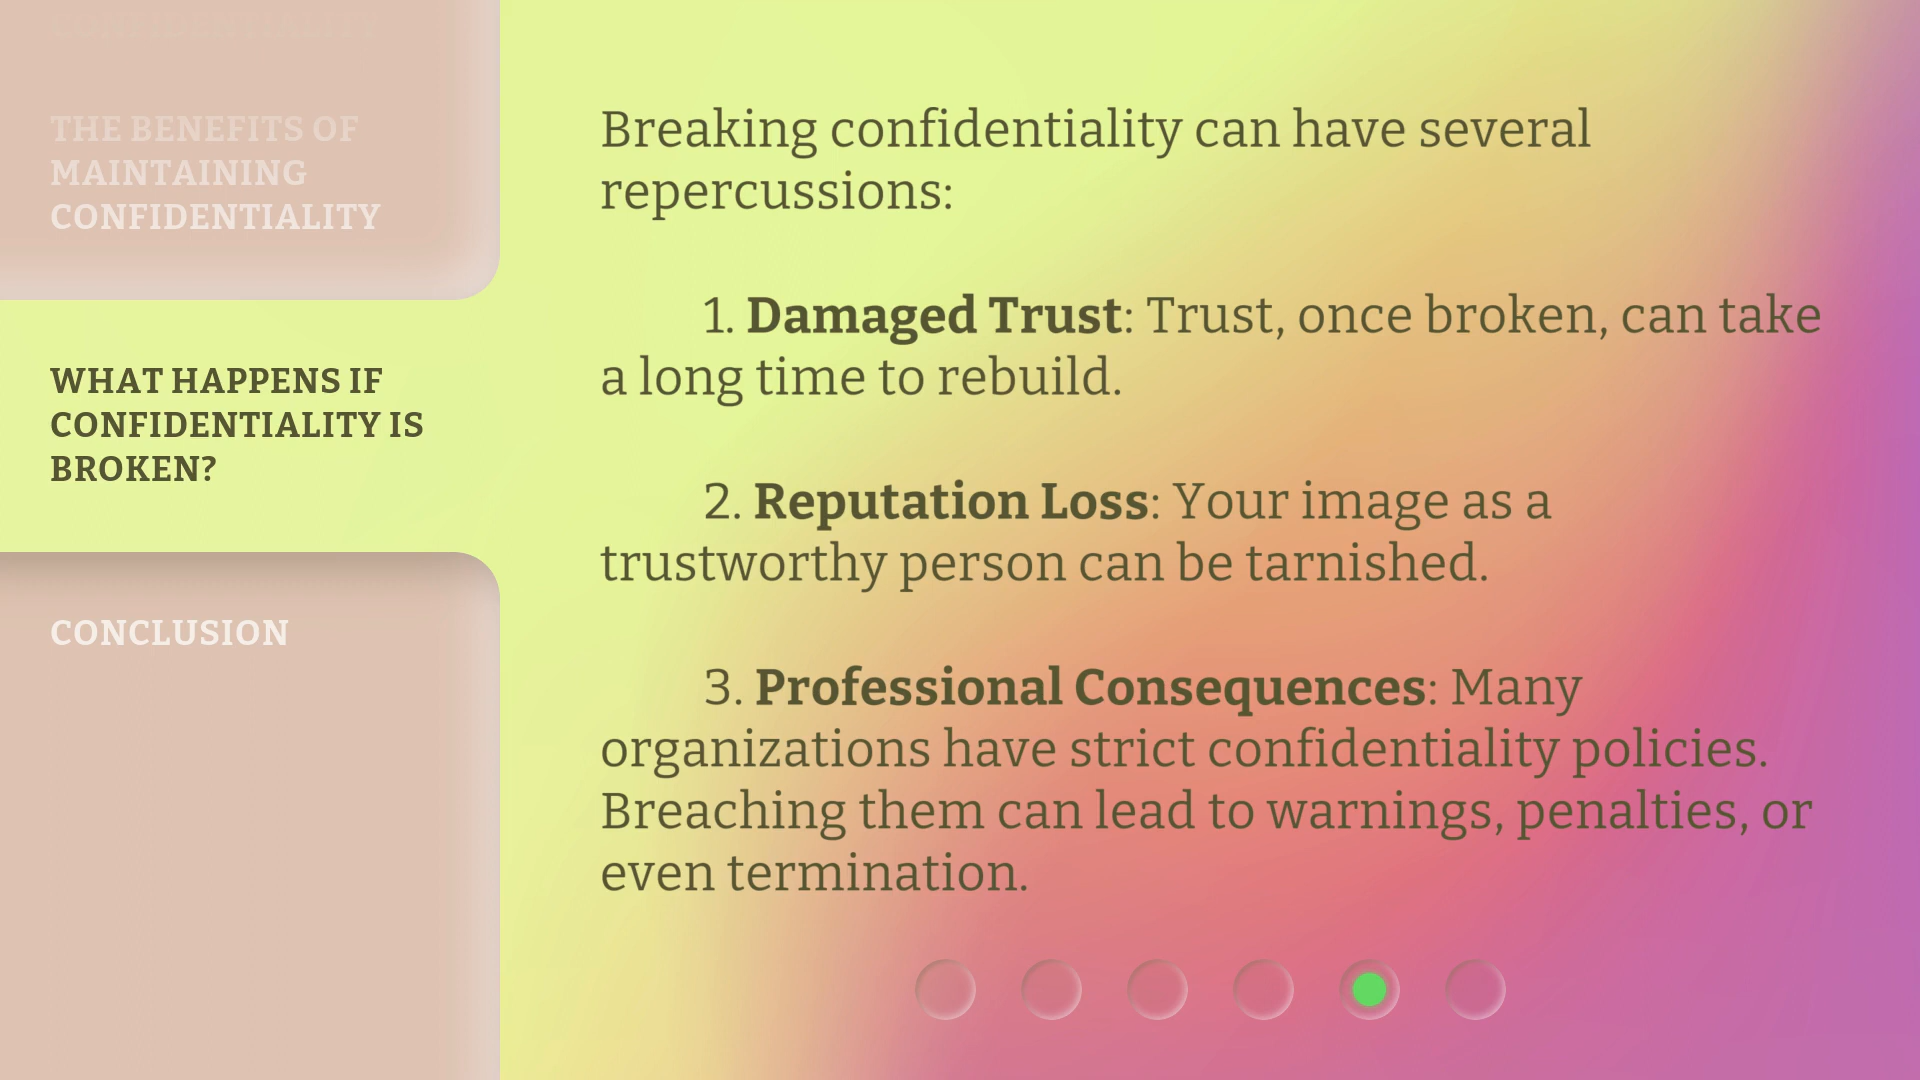 CONFIDENTIALITY
THE BENEFITS OF
MAINTAINING
CONFIDENTIALITY
WHAT HAPPENS IF
CONFIDENTIALITY IS
BROKEN?
CONCLUSION
Breaking confidentiality can have several
repercussions:
1. Damaged Trust: Trust, once broken, can take
a long time to rebuild.
2. Reputation Loss: Your image as a
trustworthy person can be tarnished.
3. Professional Consequences: Many
organizations have strict confidentiality policies.
Breaching them can lead to warnings, penalties, or
even termination.